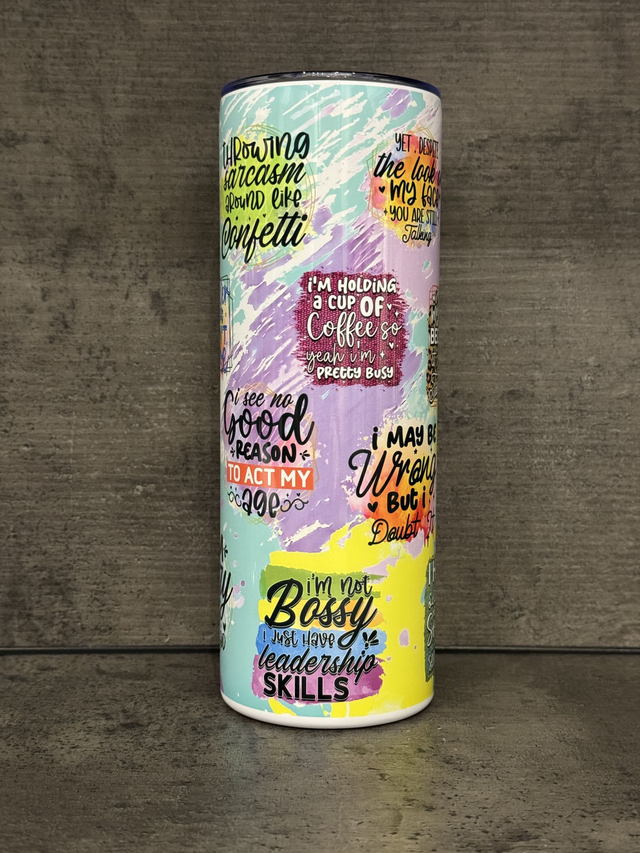 THROWING
sarcasm
AROUND LIKE
Confetti
YET, DESPITE
the look
MY FACE
YOU ARE STILL
Talking
i'M HOLDING
a CUP OF
Coffee so
yeah i'm
PRETTY BUSY
i see no
Good
REASON
TO ACT MY
age
i MAY BE
Wrong
BUT i
Doubt
i'm not
Bossy
I JUST HAVE
leadership
SKILLS